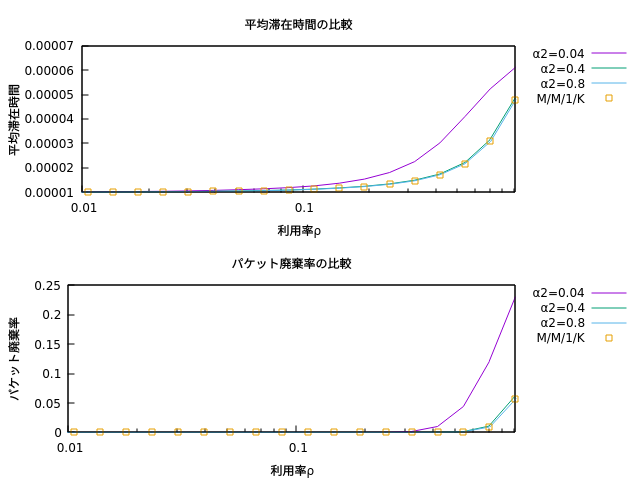 平均滞在時間の比較
0.00007
0.00006
0.00005
0.00004
0.00003
0.00002
0.00001
平均滞在時間
0.01
0.1
利用率ρ
α2=0.04
α2=0.4
α2=0.8
M/M/1/K
パケット廃棄率の比較
0.25
0.2
0.15
0.1
0.05
0
パケット廃棄率
0.01
0.1
利用率ρ
α2=0.04
α2=0.4
α2=0.8
M/M/1/K